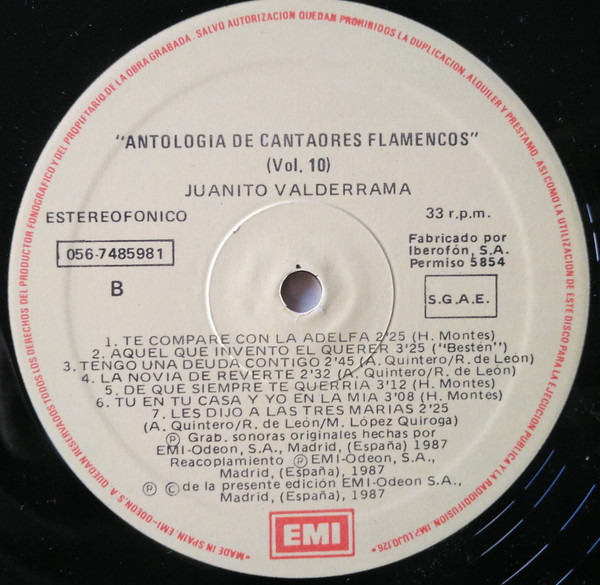 RESERVADOS TODOS LOS DERECHOS DEL PRODUCTOR FONOGRAFICO Y DEL PROPIETARIO DE LA OBRA GRABADA. SALVO AUTORIZACION QUEDAN PROHIBIDOS LA DUPLICACION, ALQUILER Y PRESTAMO, ASI COMO LA UTILIZACION DE ESTE DISCO PARA LA EJECUCION PUBLICA Y LA RADIODIFUSION.
*MADE IN SPAIN. EMI-ODEON, S.A. QUEDAN
"ANTOLOGIA DE CANTAORES FLAMENCOS"
(Vol. 10)
JUANITO VALDERRAMA
ESTEREOFONICO
33 r.p.m.
056-7485981
B
Fabricado por
Iberofón, S.A.
Permiso 5854
S.G.A.E.
1. TE COMPARE CON LA ADELFA 2'25 (H. Montes)
2. AQUEL QUE INVENTO EL QUERER 3'25 ("Bestén")
3. TENGO UNA DEUDA CONTIGO 2'45 (A. Quintero/R. de León)
4. LA NOVIA DE REVERTE 2'32 (A. Quintero/R. de León)
5. DE QUE SIEMPRE TE QUERRIA 3'12 (H. Montes)
6. TU EN TU CASA Y YO EN LA MIA 3'08 (H. Montes)
7. LES DIJO A LAS TRES MARIAS 2'25
(A. Quintero/R. de León/M. López Quiroga)
Ⓟ Grab. sonoras originales hechas por
EMI-Odeon, S.A., Madrid, (España) 1987
Reacoplamiento Ⓟ EMI-Odeon, S.A.,
Madrid, (España), 1987
Ⓟ © de la presente edición EMI-Odeon S.A.,
Madrid, (España), 1987
EMI